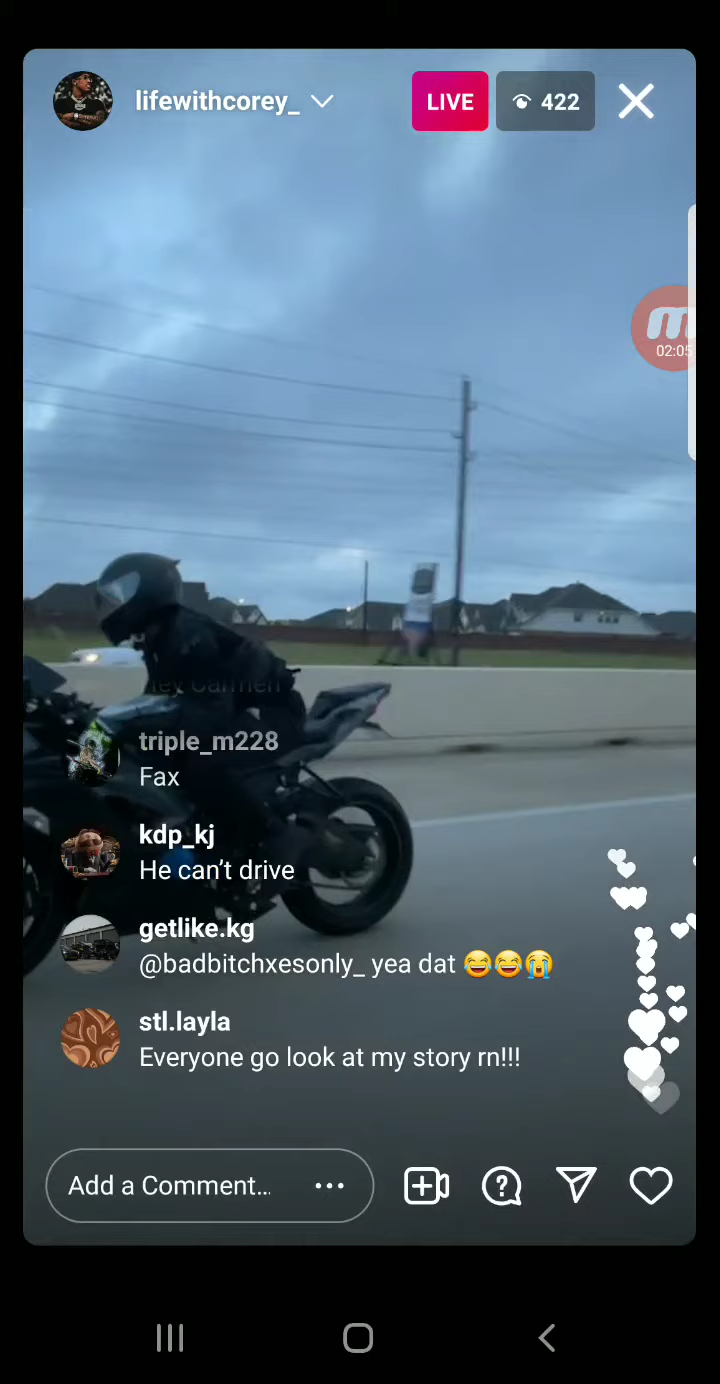 lifewithcorey_
LIVE
422
02:05
triple_m228
Fax
kdp_kj
He can't drive
getlike.kg
@badbitchxesonly_ yea dat 😂😂😭
stl.layla
Everyone go look at my story rn!!!
Add a Comment...